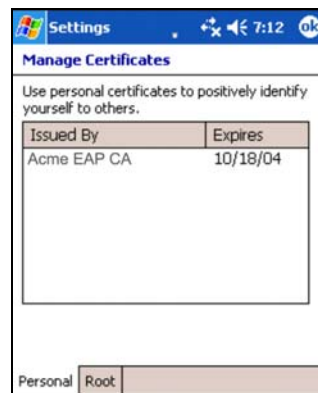 Settings 7:12 ok
Manage Certificates
Use personal certificates to positively identify
yourself to others.
Issued By Expires
Acme EAP CA 10/18/04
Personal Root